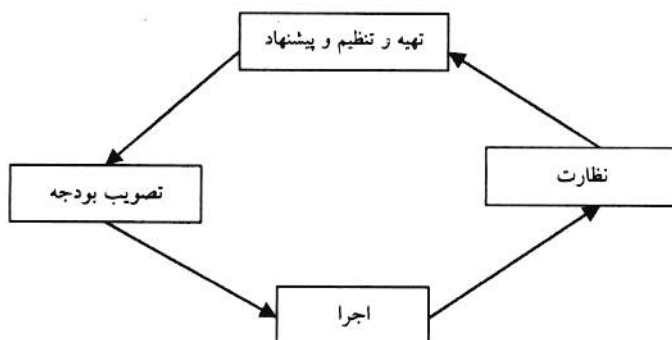 تهیه و تنظیم و پیشنهاد
تصویب بودجه
نظارت
اجرا